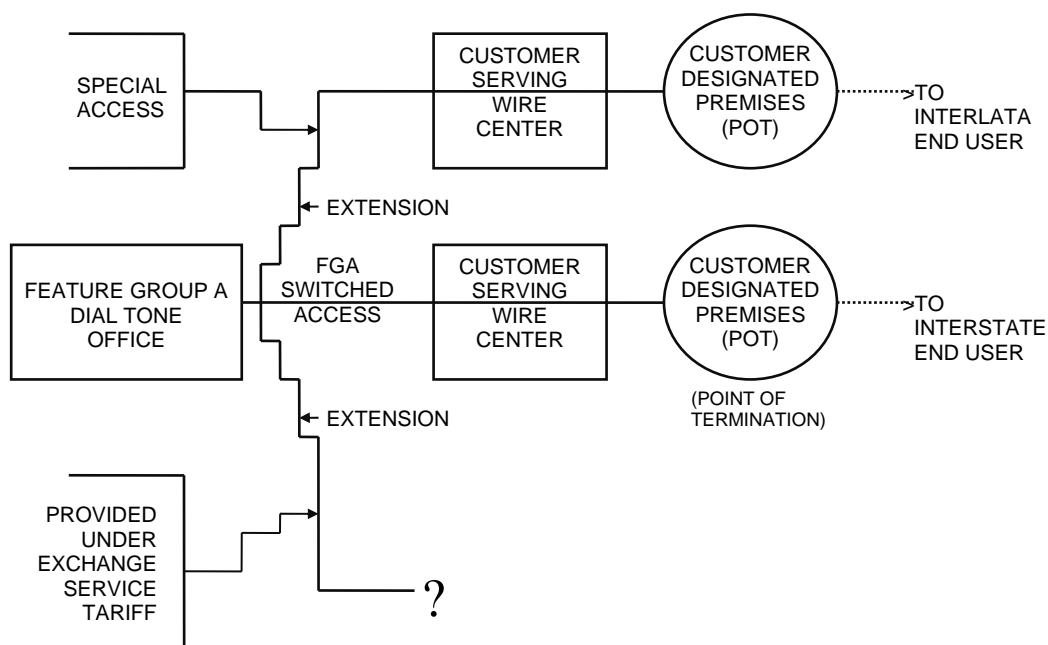 SPECIAL
ACCESS
CUSTOMER
SERVING
WIRE
CENTER
CUSTOMER
DESIGNATED
PREMISES
(POT)
>TO
INTERLATA
END USER
EXTENSION
FEATURE GROUP A
DIAL TONE
OFFICE
FGA
SWITCHED
ACCESS
CUSTOMER
SERVING
WIRE
CENTER
CUSTOMER
DESIGNATED
PREMISES
(POT)
>TO
INTERSTATE
END USER
(POINT OF
TERMINATION)
EXTENSION
PROVIDED
UNDER
EXCHANGE
SERVICE
TARIFF
?